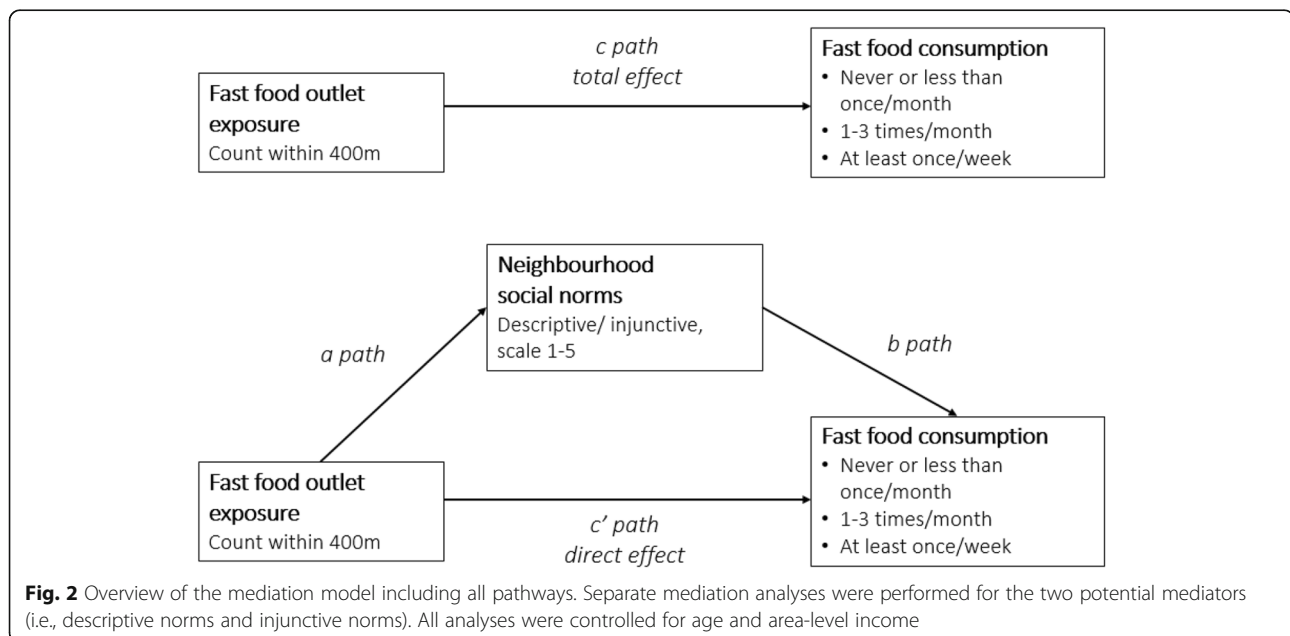 c path
total effect
Fast food outlet
exposure
Count within 400m
Fast food consumption
• Never or less than
once/month
• 1-3 times/month
• At least once/week
Neighbourhood
social norms
Descriptive/ injunctive,
scale 1-5
a path
b path
Fast food outlet
exposure
Count within 400m
c' path
direct effect
Fast food consumption
• Never or less than
once/month
• 1-3 times/month
• At least once/week
Fig. 2 Overview of the mediation model including all pathways. Separate mediation analyses were performed for the two potential mediators
(i.e., descriptive norms and injunctive norms). All analyses were controlled for age and area-level income